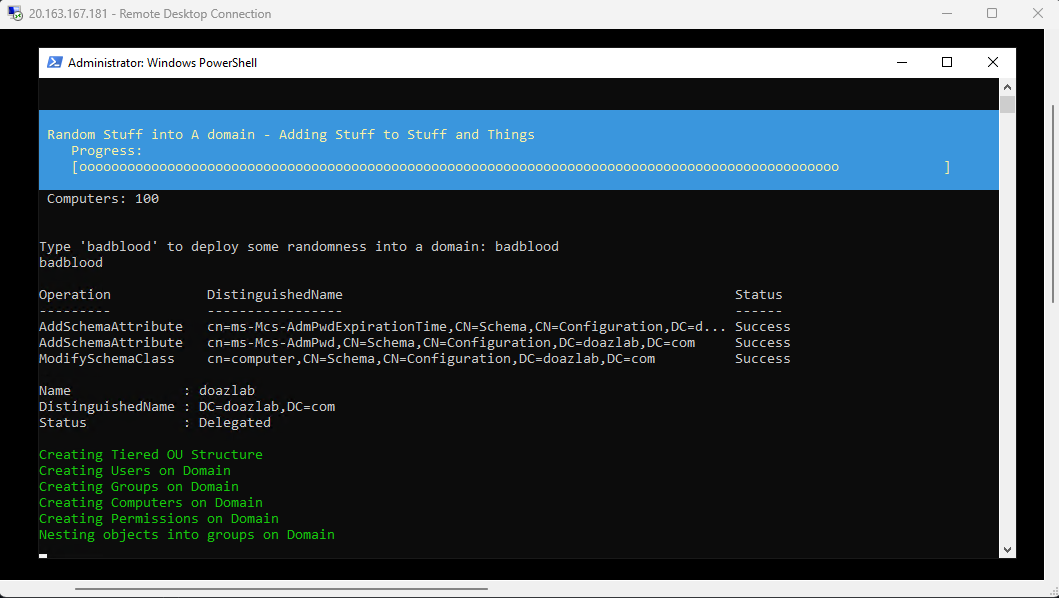 20.163.167.181 - Remote Desktop Connection
Administrator: Windows PowerShell
Random Stuff into A domain - Adding Stuff to Stuff and Things
Progress:
[ooooooooooooooooooooooooooooooooooooooooooooooooooooooooooooooooooooooooooooooooooooooooooooooo             ]
Computers: 100
Type 'badblood' to deploy some randomness into a domain: badblood
badblood
Operation            DistinguishedName                                                 Status
---------            -----------------                                                 ------
AddSchemaAttribute   cn=ms-Mcs-AdmPwdExpirationTime,CN=Schema,CN=Configuration,DC=d... Success
AddSchemaAttribute   cn=ms-Mcs-AdmPwd,CN=Schema,CN=Configuration,DC=doazlab,DC=com     Success
ModifySchemaClass    cn=computer,CN=Schema,CN=Configuration,DC=doazlab,DC=com          Success
Name              : doazlab
DistinguishedName : DC=doazlab,DC=com
Status            : Delegated
Creating Tiered OU Structure
Creating Users on Domain
Creating Groups on Domain
Creating Computers on Domain
Creating Permissions on Domain
Nesting objects into groups on Domain